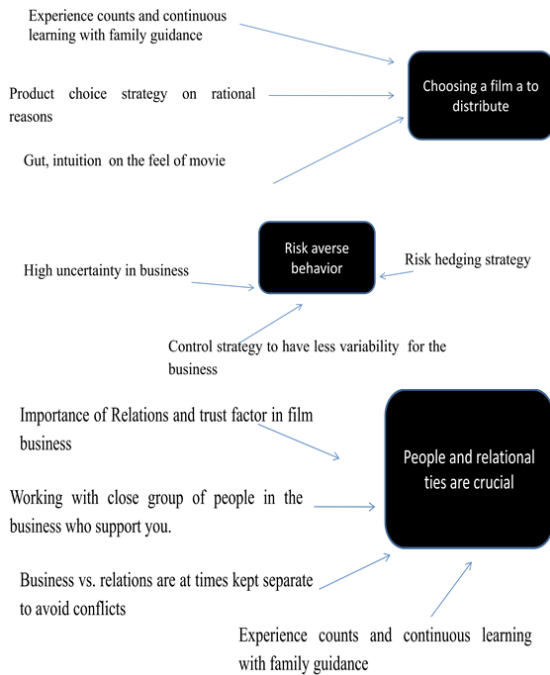 Experience counts and continuous
learning with family guidance
Choosing a film a to
distribute
Product choice strategy on rational
reasons
Gut, intuition on the feel of movie
Risk averse
behavior
High uncertainty in business
Risk hedging strategy
Control strategy to have less variability for the
business
Importance of Relations and trust factor in film
business
People and relational
ties are crucial
Working with close group of people in the
business who support you.
Business vs. relations are at times kept separate
to avoid conflicts
Experience counts and continuous learning
with family guidance